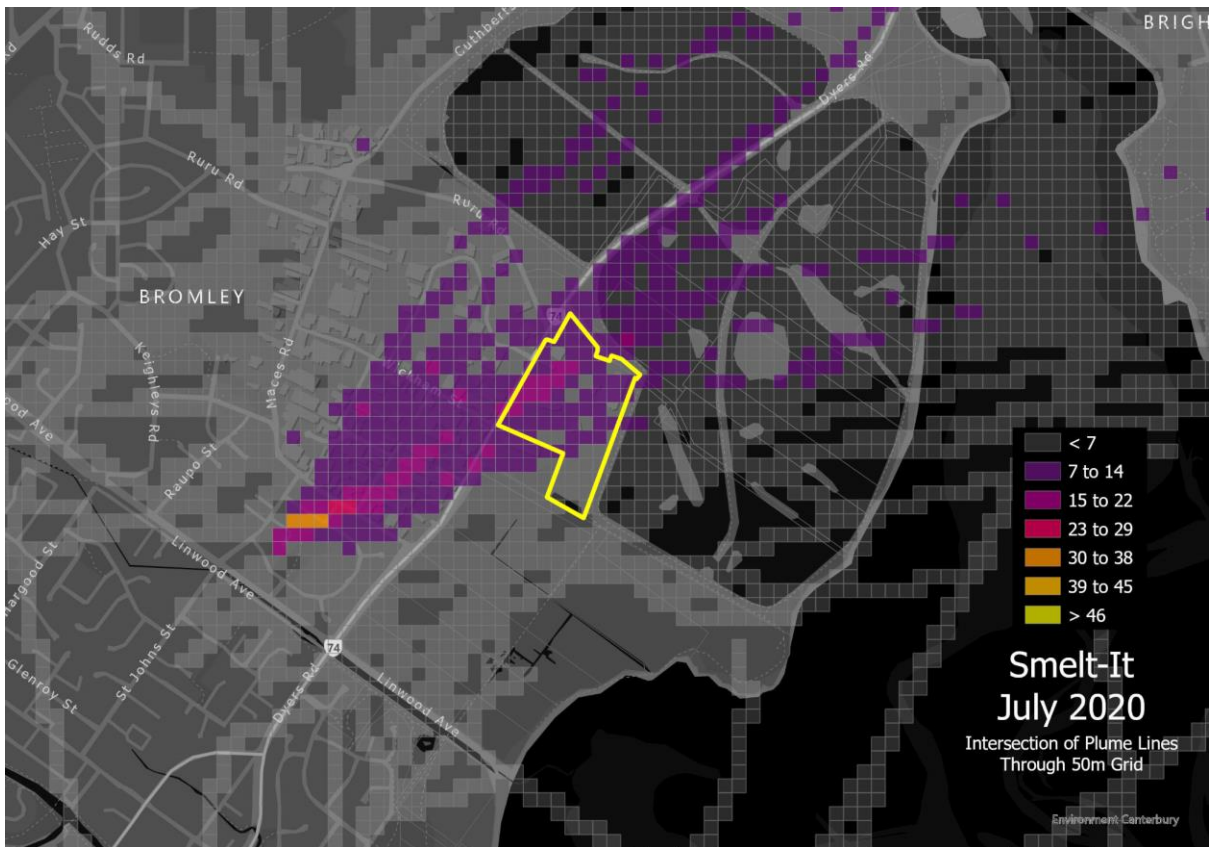 BRIGH
Rudds Rd
Cuthberts
Dyers Rd
Ruru Rd
Ruru Rd
Hay St
BROMLEY
74
Maces Rd
Keighleys Rd
Wickham St
ood Ave
Raupo St
Linwood Ave
hargood St
St Johns St
74
Glenroy St
Dyers Rd
Linwood Ave
< 7
7 to 14
15 to 22
23 to 29
30 to 38
39 to 45
> 46
Smelt-It
July 2020
Intersection of Plume Lines
Through 50m Grid
Environment Canterbury